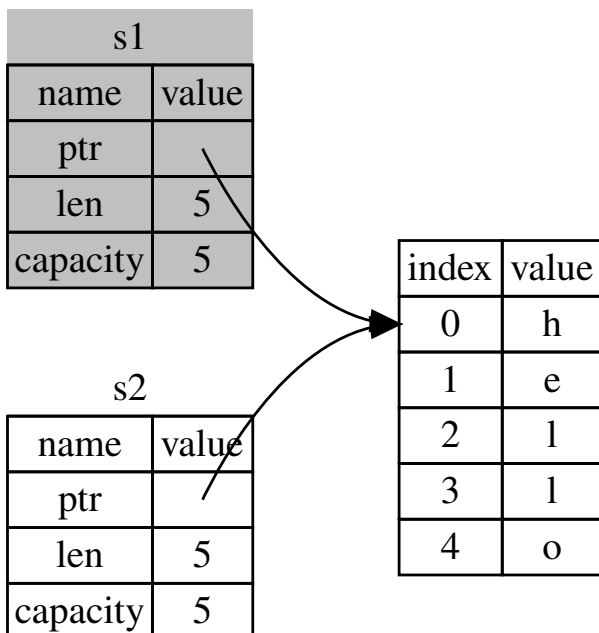 s1
name value
ptr
len 5
capacity 5
s2
name value
ptr
len 5
capacity 5
index value
0 h
1 e
2 l
3 l
4 o